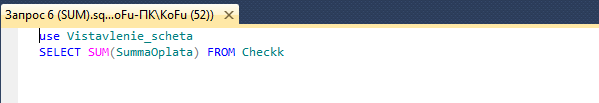 Запрос 6 (SUM).sq...oFu-ПК\KoFu (52))
use Vistavlenie_scheta
SELECT SUM(SummaOplata) FROM Checkk